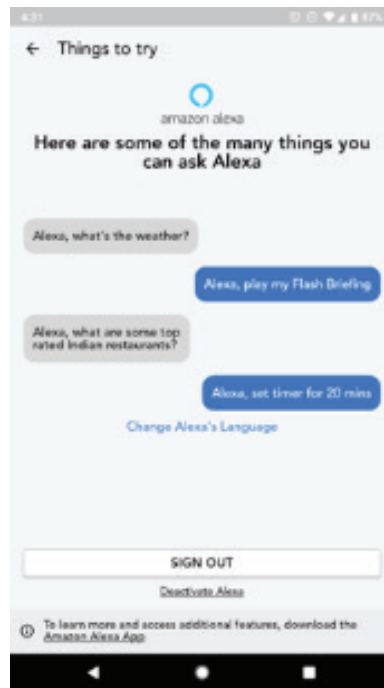 4:31
87%
Things to try
amazon alexa
Here are some of the many things you
can ask Alexa
Alexa, what's the weather?
Alexa, play my Flash Briefing
Alexa, what are some top
rated Indian restaurants?
Alexa, set timer for 20 mins
Change Alexa's Language
SIGN OUT
Deactivate Alexa
To learn more and access additional features, download the
Amazon Alexa App